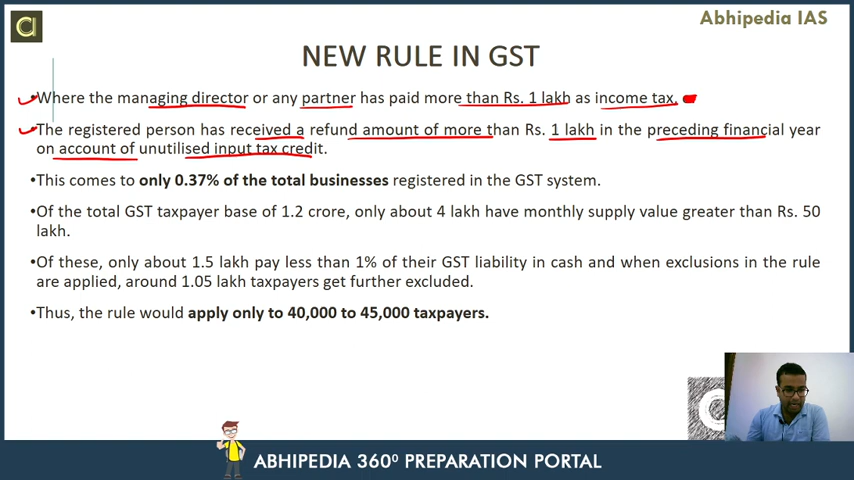 Abhipedia IAS
NEW RULE IN GST
•Where the managing director or any partner has paid more than Rs. 1 lakh as income tax.
•The registered person has received a refund amount of more than Rs. 1 lakh in the preceding financial year
on account of unutilised input tax credit.
•This comes to only 0.37% of the total businesses registered in the GST system.
•Of the total GST taxpayer base of 1.2 crore, only about 4 lakh have monthly supply value greater than Rs. 50
lakh.
•Of these, only about 1.5 lakh pay less than 1% of their GST liability in cash and when exclusions in the rule
are applied, around 1.05 lakh taxpayers get further excluded.
•Thus, the rule would apply only to 40,000 to 45,000 taxpayers.
ABHIPEDIA 360⁰ PREPARATION PORTAL